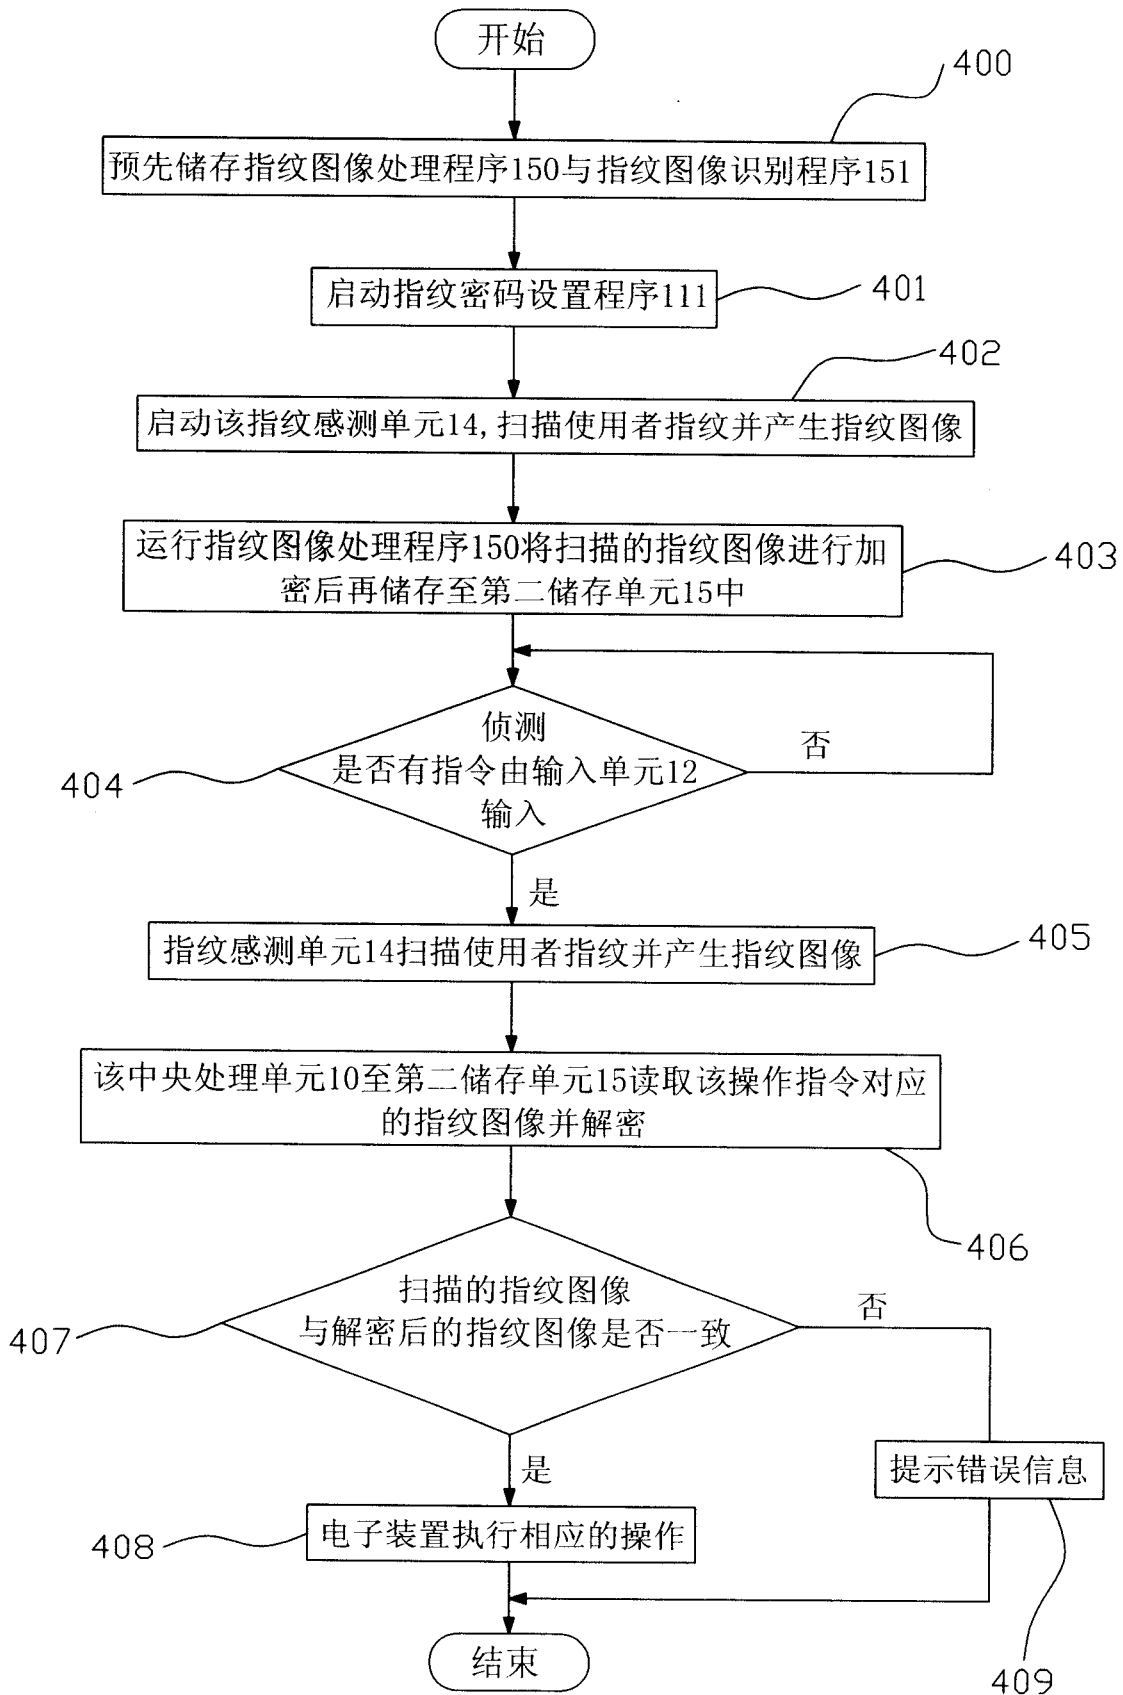 开始
400
预先储存指纹图像处理程序150与指纹图像识别程序151
启动指纹密码设置程序111
401
402
启动该指纹感测单元14,扫描使用者指纹并产生指纹图像
运行指纹图像处理程序150将扫描的指纹图像进行加
密后再储存至第二储存单元15中
403
侦测
是否有指令由输入单元12
输入
否
404
是
指纹感测单元14扫描使用者指纹并产生指纹图像
405
该中央处理单元10至第二储存单元15读取该操作指令对应
的指纹图像并解密
406
扫描的指纹图像
与解密后的指纹图像是否一致
否
407
是
提示错误信息
电子装置执行相应的操作
408
结束
409